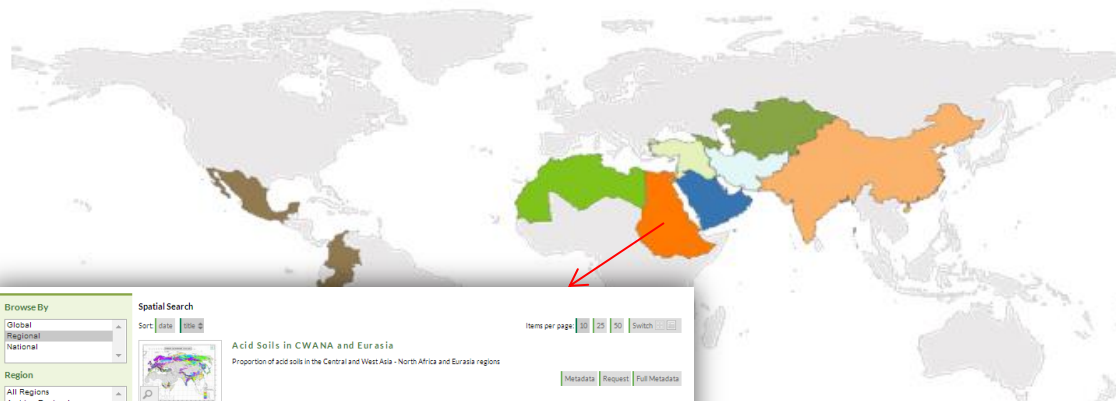 Browse By
Global
Regional
National
Region
All Regions
Spatial Search
Sort: date title
Items per page: 10 25 50 Switch
Acid Soils in CWANA and Eurasia
Proportion of acid soils in the Central and West Asia - North Africa and Eurasia regions
Metadata Request Full Metadata